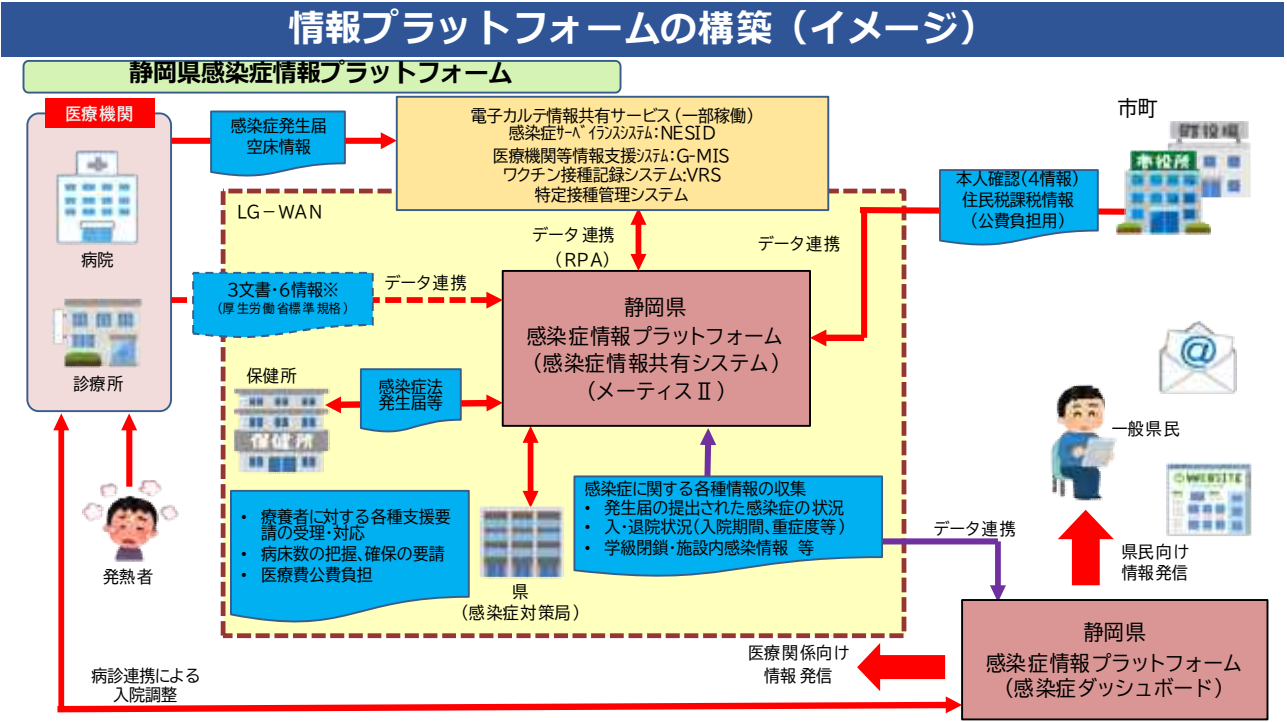 情報プラットフォームの構築（イメージ）
静岡県感染症情報プラットフォーム
医療機関
病院
診療所
感染症発生届
空床情報
電子カルテ情報共有サービス（一部稼働）
感染症ｻｰﾍﾞｲﾗﾝｽｼｽﾃﾑ：NESID
医療機関等情報支援ｼｽﾃﾑ：G-MIS
ワクチン接種記録システム:VRS
特定接種管理システム
市町
町役場
市役所
本人確認（4情報）
住民税課税情報
（公費負担用）
LG－WAN
データ連携
（RPA）
データ連携
3文書・6情報※
（厚生労働省標準規格）
データ連携
静岡県
感染症情報プラットフォーム
（感染症情報共有システム）
（メーティスⅡ）
保健所
保健所
感染症法
発生届等
発熱者
• 療養者に対する各種支援要
請の受理・対応
• 病床数の把握、確保の要請
• 医療費公費負担
県
（感染症対策局）
感染症に関する各種情報の収集
• 発生届の提出された感染症の状況
• 入・退院状況（入院期間、重症度等）
• 学級閉鎖・施設内感染情報 等
データ連携
@
一般県民
WEBSITE
県民向け
情報発信
静岡県
感染症情報プラットフォーム
（感染症ダッシュボード）
医療関係向け
情報発信
病診連携による
入院調整